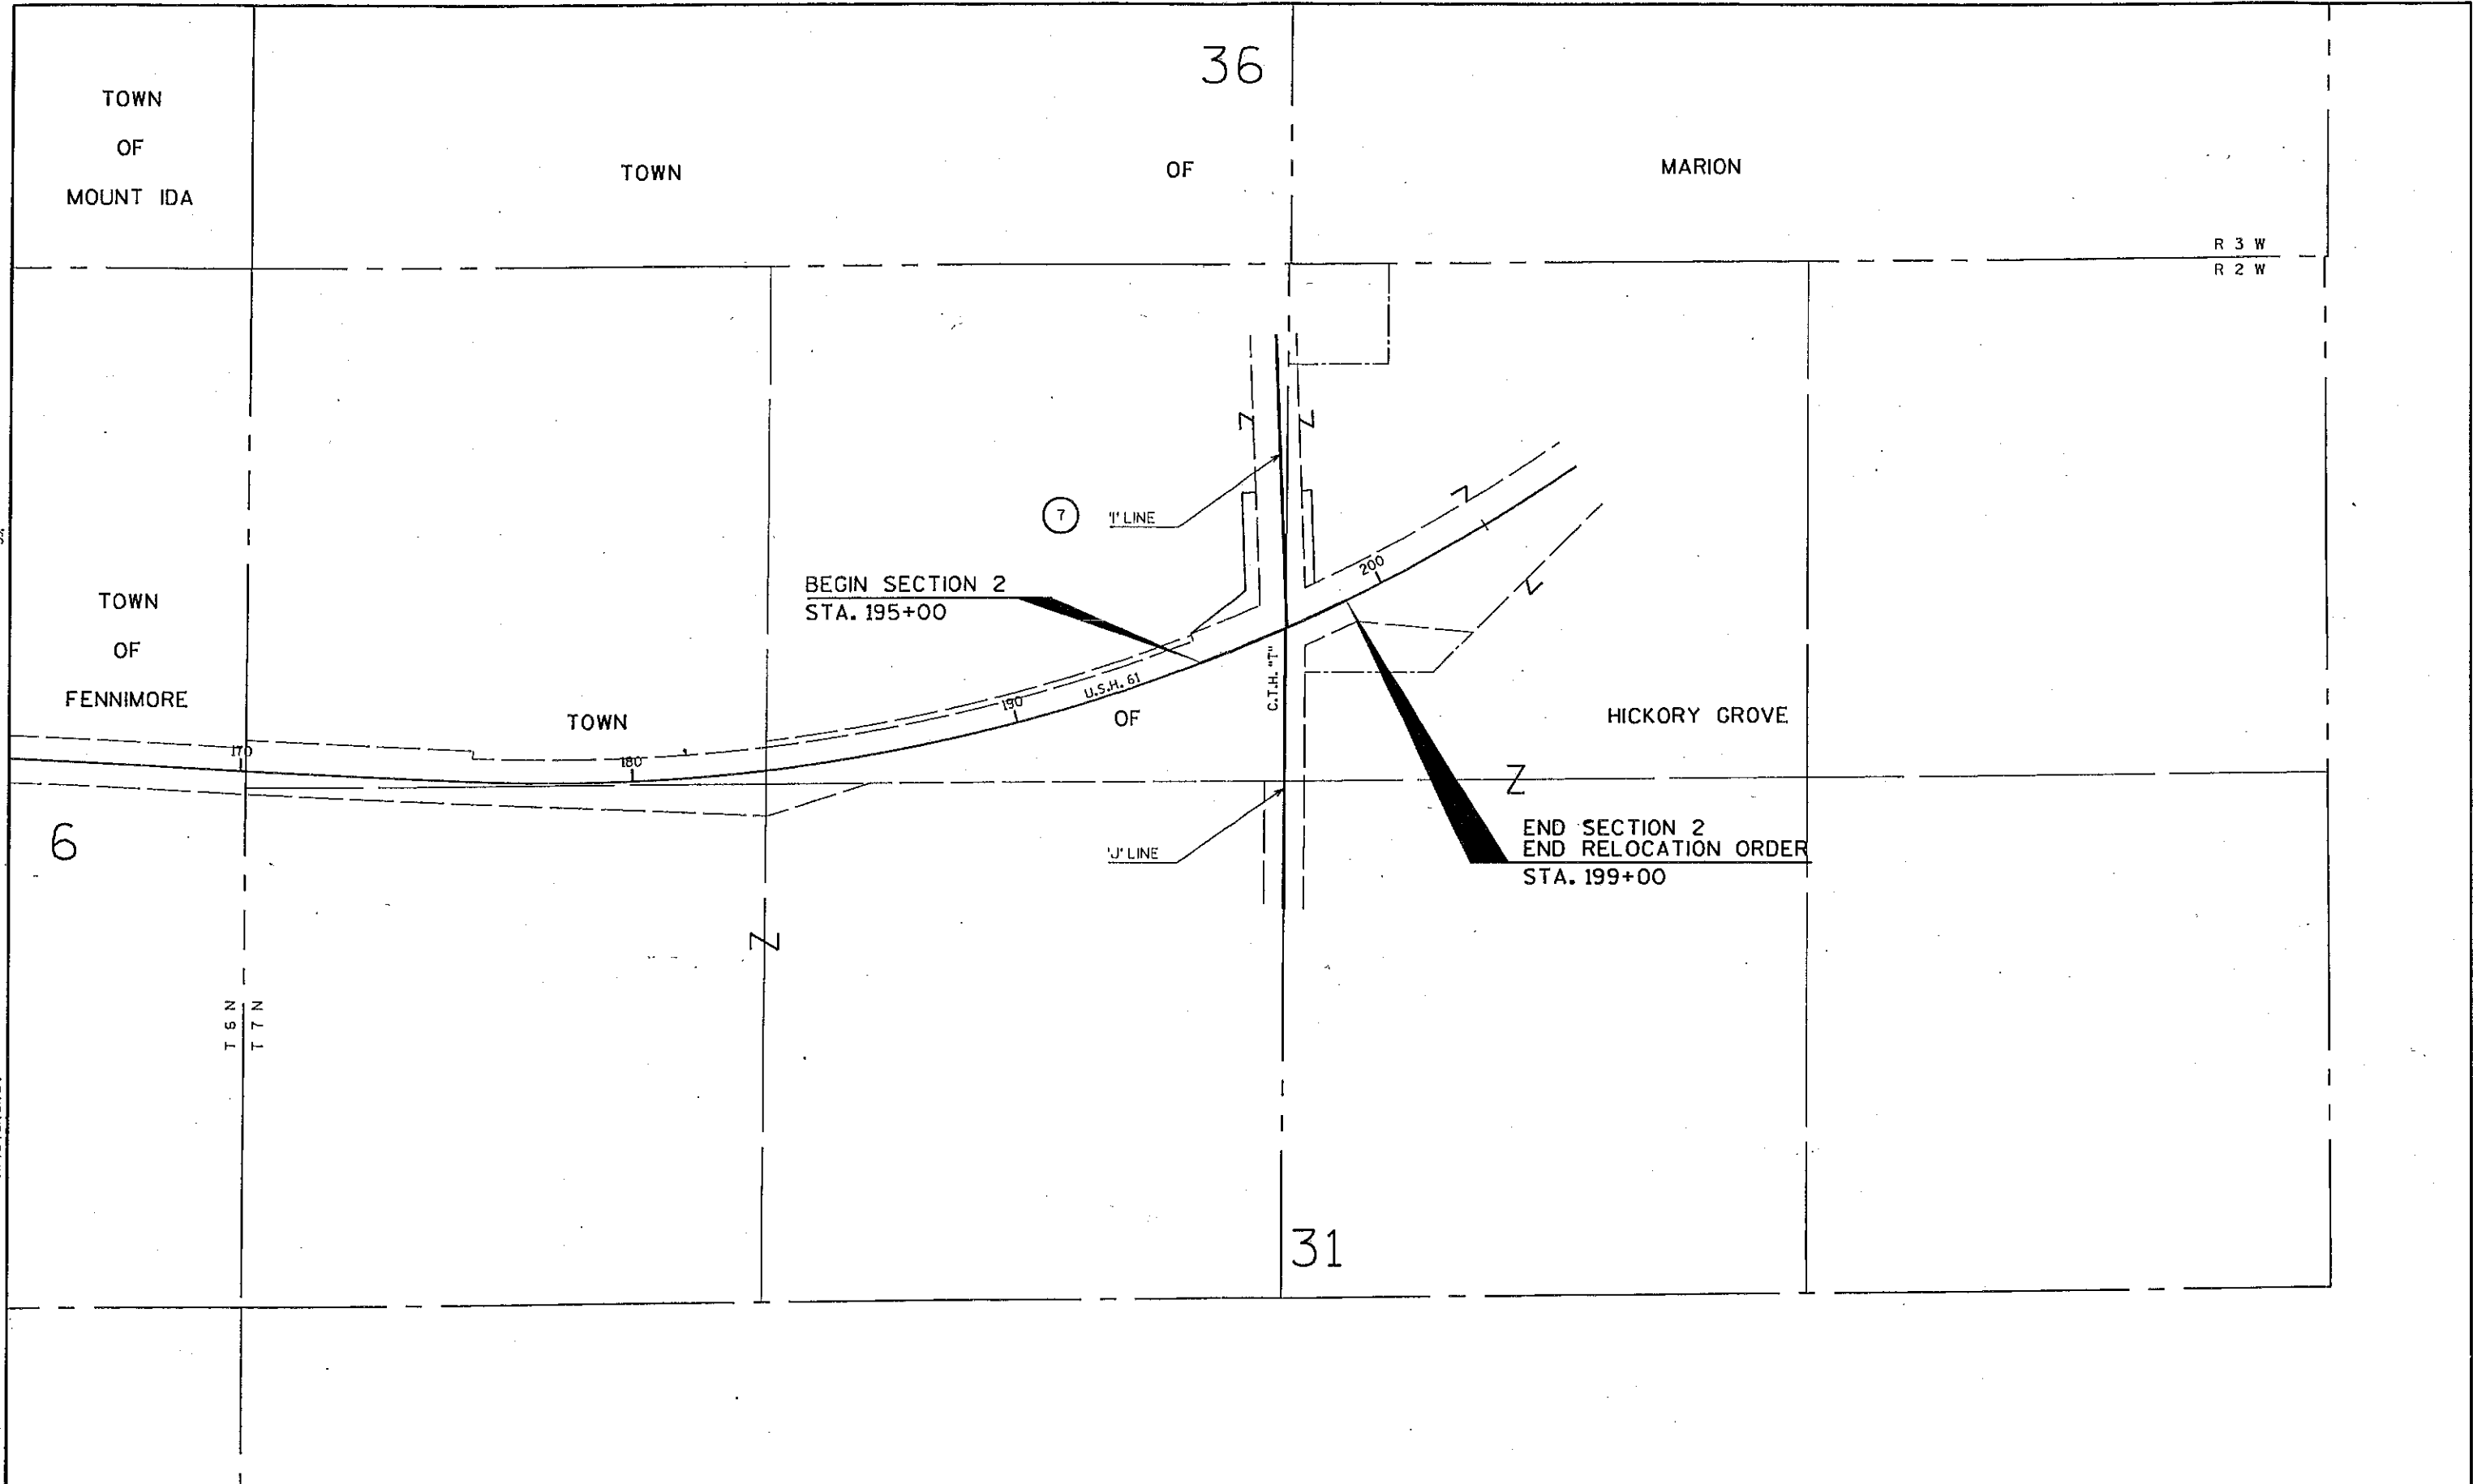 36
TOWN
OF
MOUNT IDA
TOWN OF MARION
R 3 W
R 2 W
7
'I' LINE
BEGIN SECTION 2
STA. 195+00
200
TOWN
OF
FENNIMORE
C.T.H. "T"
U.S.H. 61
190
180
170
TOWN OF HICKORY GROVE
6
'J' LINE
END SECTION 2
END RELOCATION ORDER
STA. 199+00
T 6 N
T 7 N
31